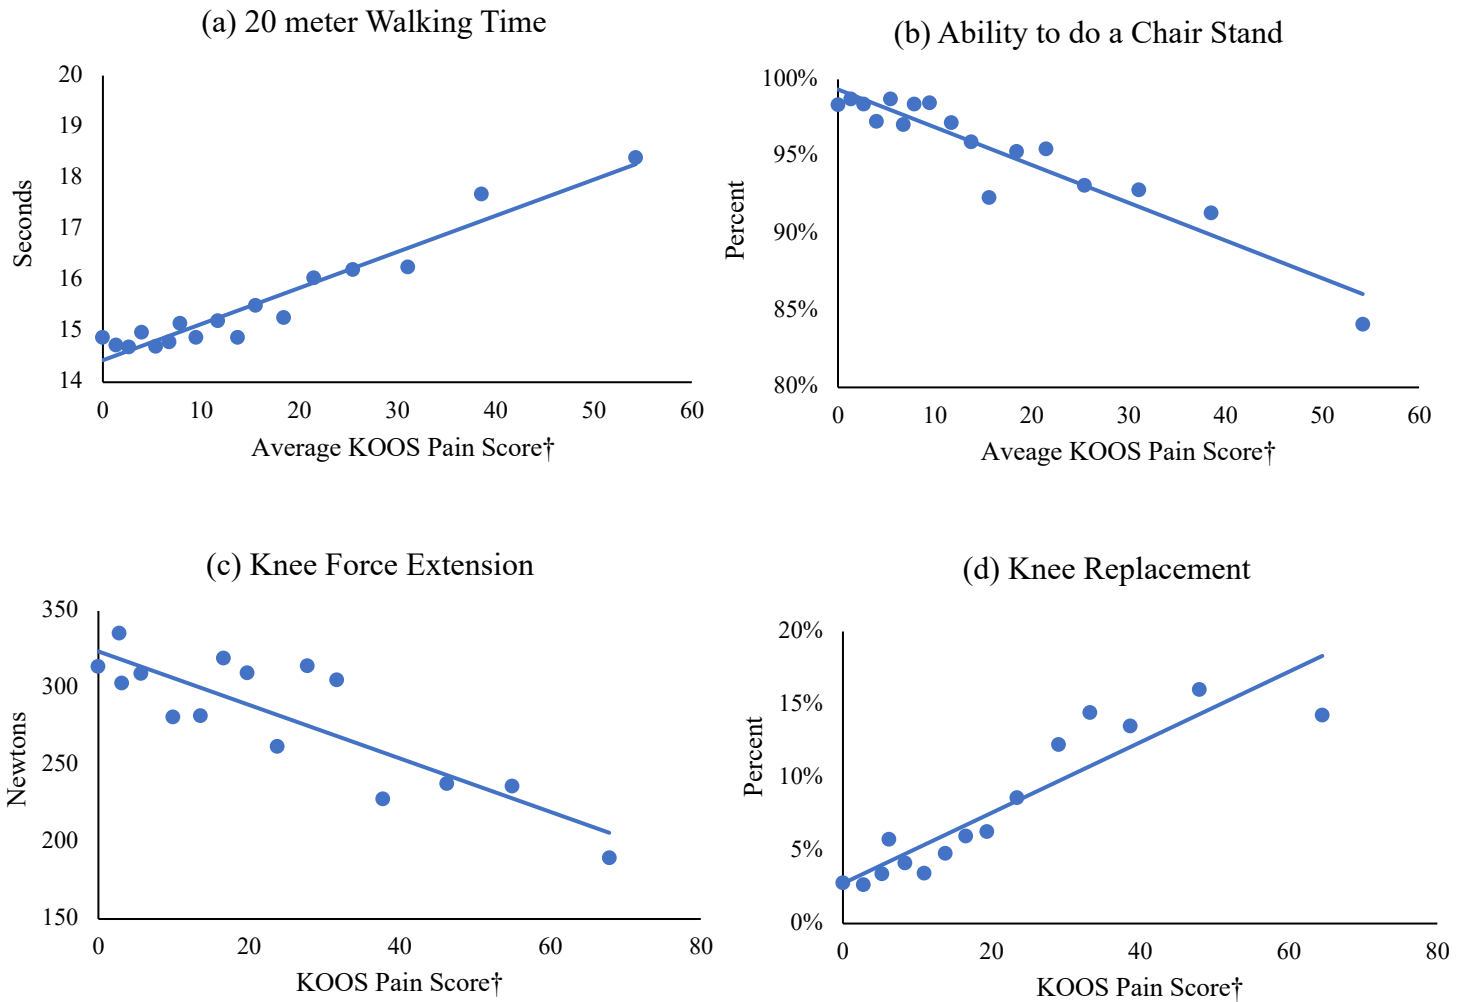 (a) 20 meter Walking Time
20
19
18
17
16
15
14
Seconds
0 10 20 30 40 50 60
Average KOOS Pain Score†
(b) Ability to do a Chair Stand
100%
95%
90%
85%
80%
Percent
0 10 20 30 40 50 60
Aveage KOOS Pain Score†
(c) Knee Force Extension
350
300
250
200
150
Newtons
0 20 40 60 80
KOOS Pain Score†
(d) Knee Replacement
20%
15%
10%
5%
0%
Percent
0 20 40 60 80
KOOS Pain Score†